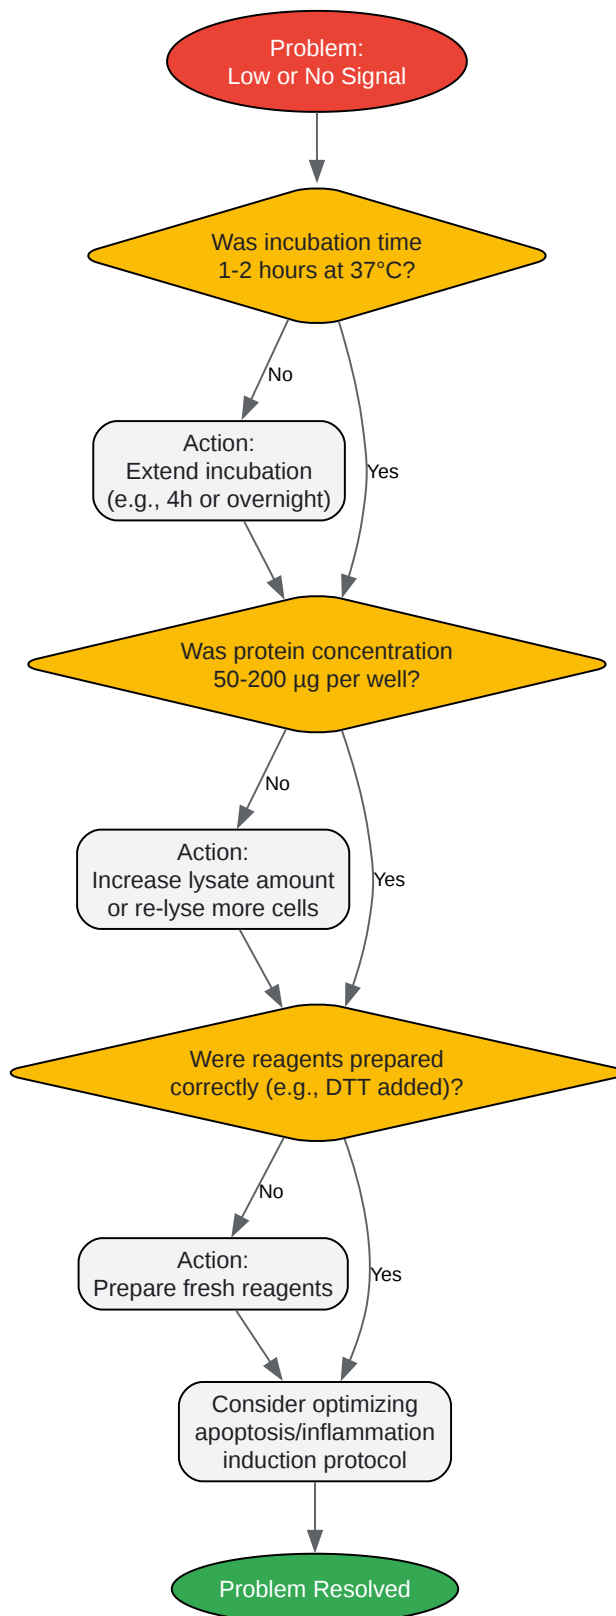 Problem:
Low or No Signal
Was incubation time
1-2 hours at 37°C?
No
Yes
Action:
Extend incubation
(e.g., 4h or overnight)
Was protein concentration
50-200 µg per well?
No
Yes
Action:
Increase lysate amount
or re-lyse more cells
Were reagents prepared
correctly (e.g., DTT added)?
No
Yes
Action:
Prepare fresh reagents
Consider optimizing
apoptosis/inflammation
induction protocol
Problem Resolved